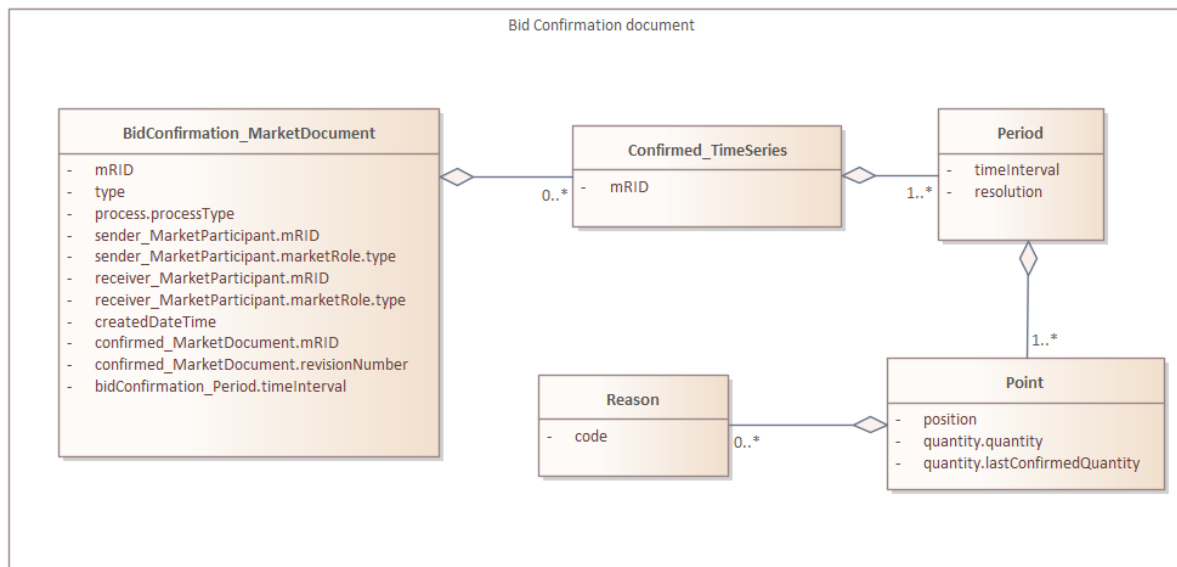 Bid Confirmation document
BidConfirmation_MarketDocument
- mRID
- type
- process.processType
- sender_MarketParticipant.mRID
- sender_MarketParticipant.marketRole.type
- receiver_MarketParticipant.mRID
- receiver_MarketParticipant.marketRole.type
- createdDateTime
- confirmed_MarketDocument.mRID
- confirmed_MarketDocument.revisionNumber
- bidConfirmation_Period.timeInterval
0..*
Confirmed_TimeSeries
- mRID
1..*
Period
- timeInterval
- resolution
1..*
Point
- position
- quantity.quantity
- quantity.lastConfirmedQuantity
0..*
Reason
- code